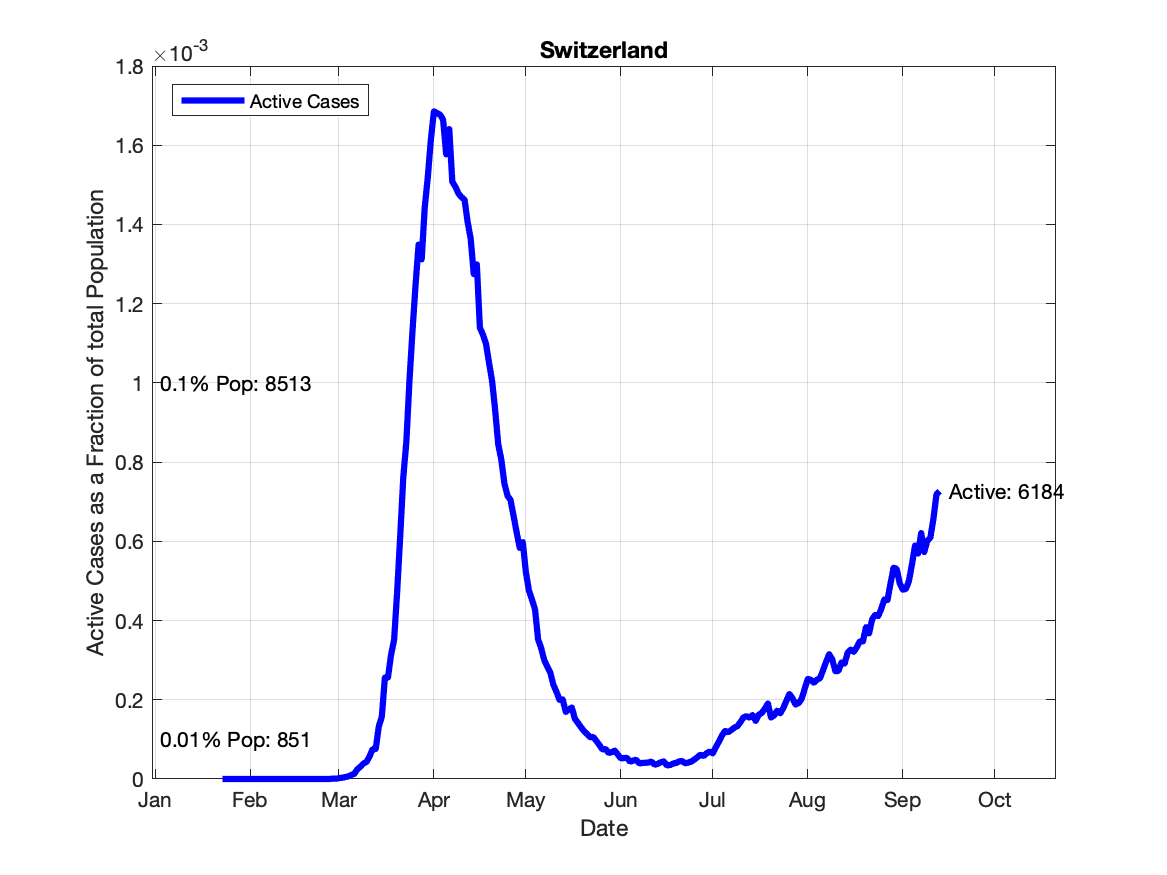 Switzerland
×10-3
Active Cases
1.8
1.6
1.4
1.2
1
0.8
0.6
0.4
0.2
0
0.1% Pop: 8513
0.01% Pop: 851
Active: 6184
Active Cases as a Fraction of total Population
Jan Feb Mar Apr May Jun Jul Aug Sep Oct
Date